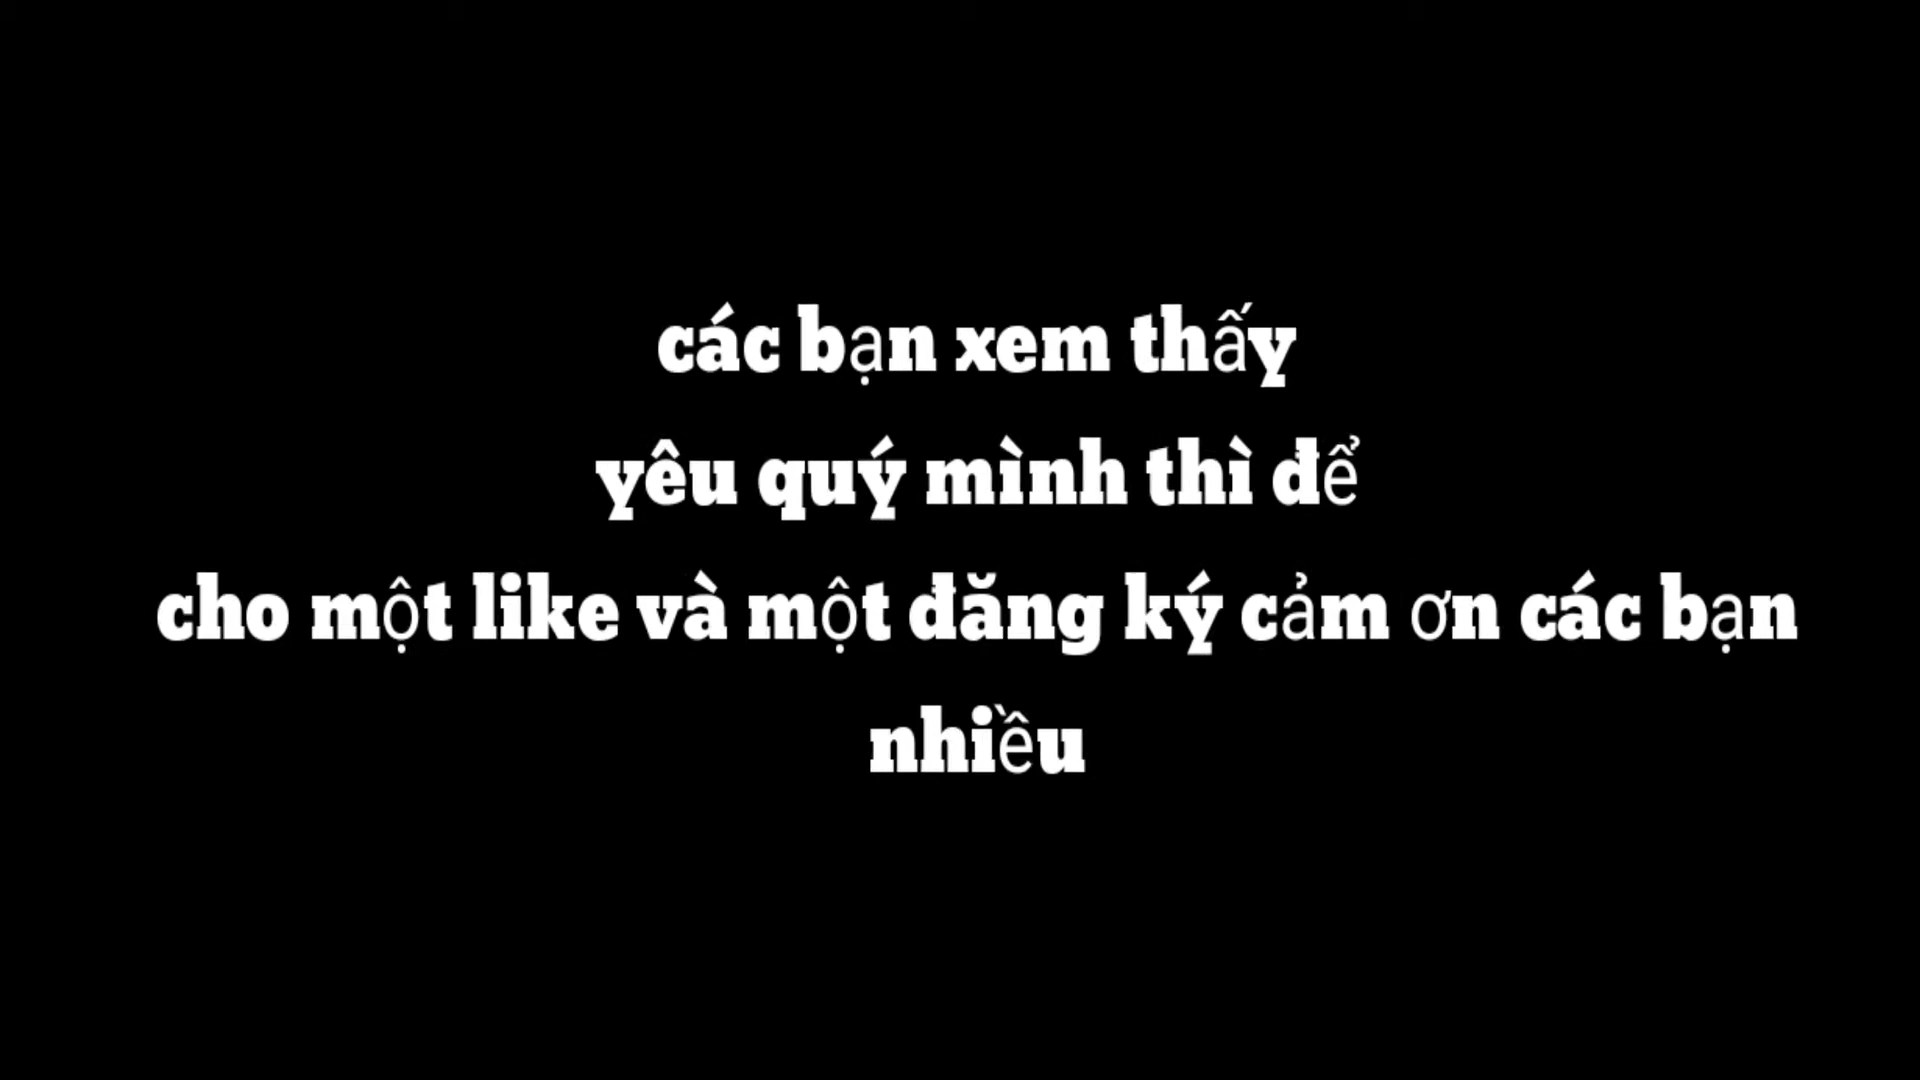 các bạn xem thấy
yêu quý mình thì để
cho một like và một đăng ký cảm ơn các bạn
nhiều